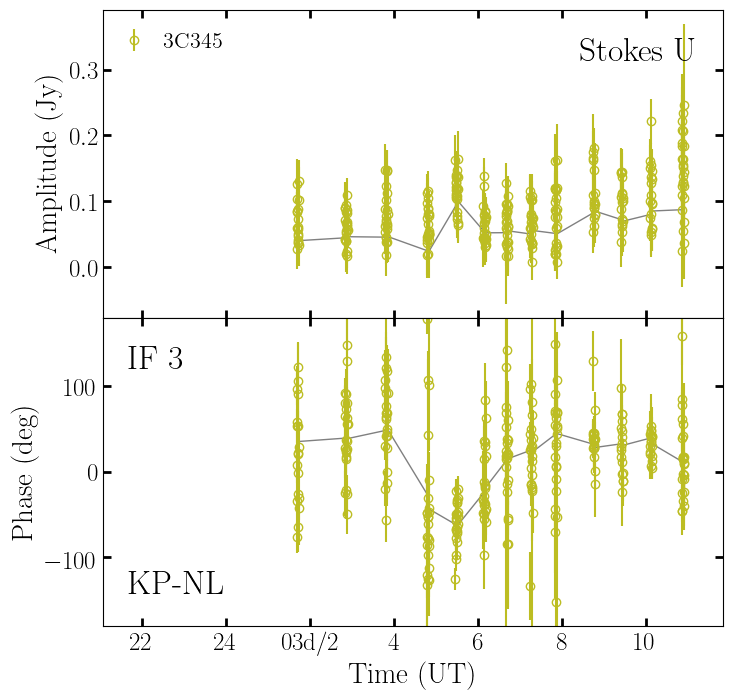 3C345
Stokes U
0.3
0.2
0.1
0.0
Amplitude (Jy)
IF 3
100
0
−100
Phase (deg)
KP-NL
22 24 03d/2 4 6 8 10
Time (UT)